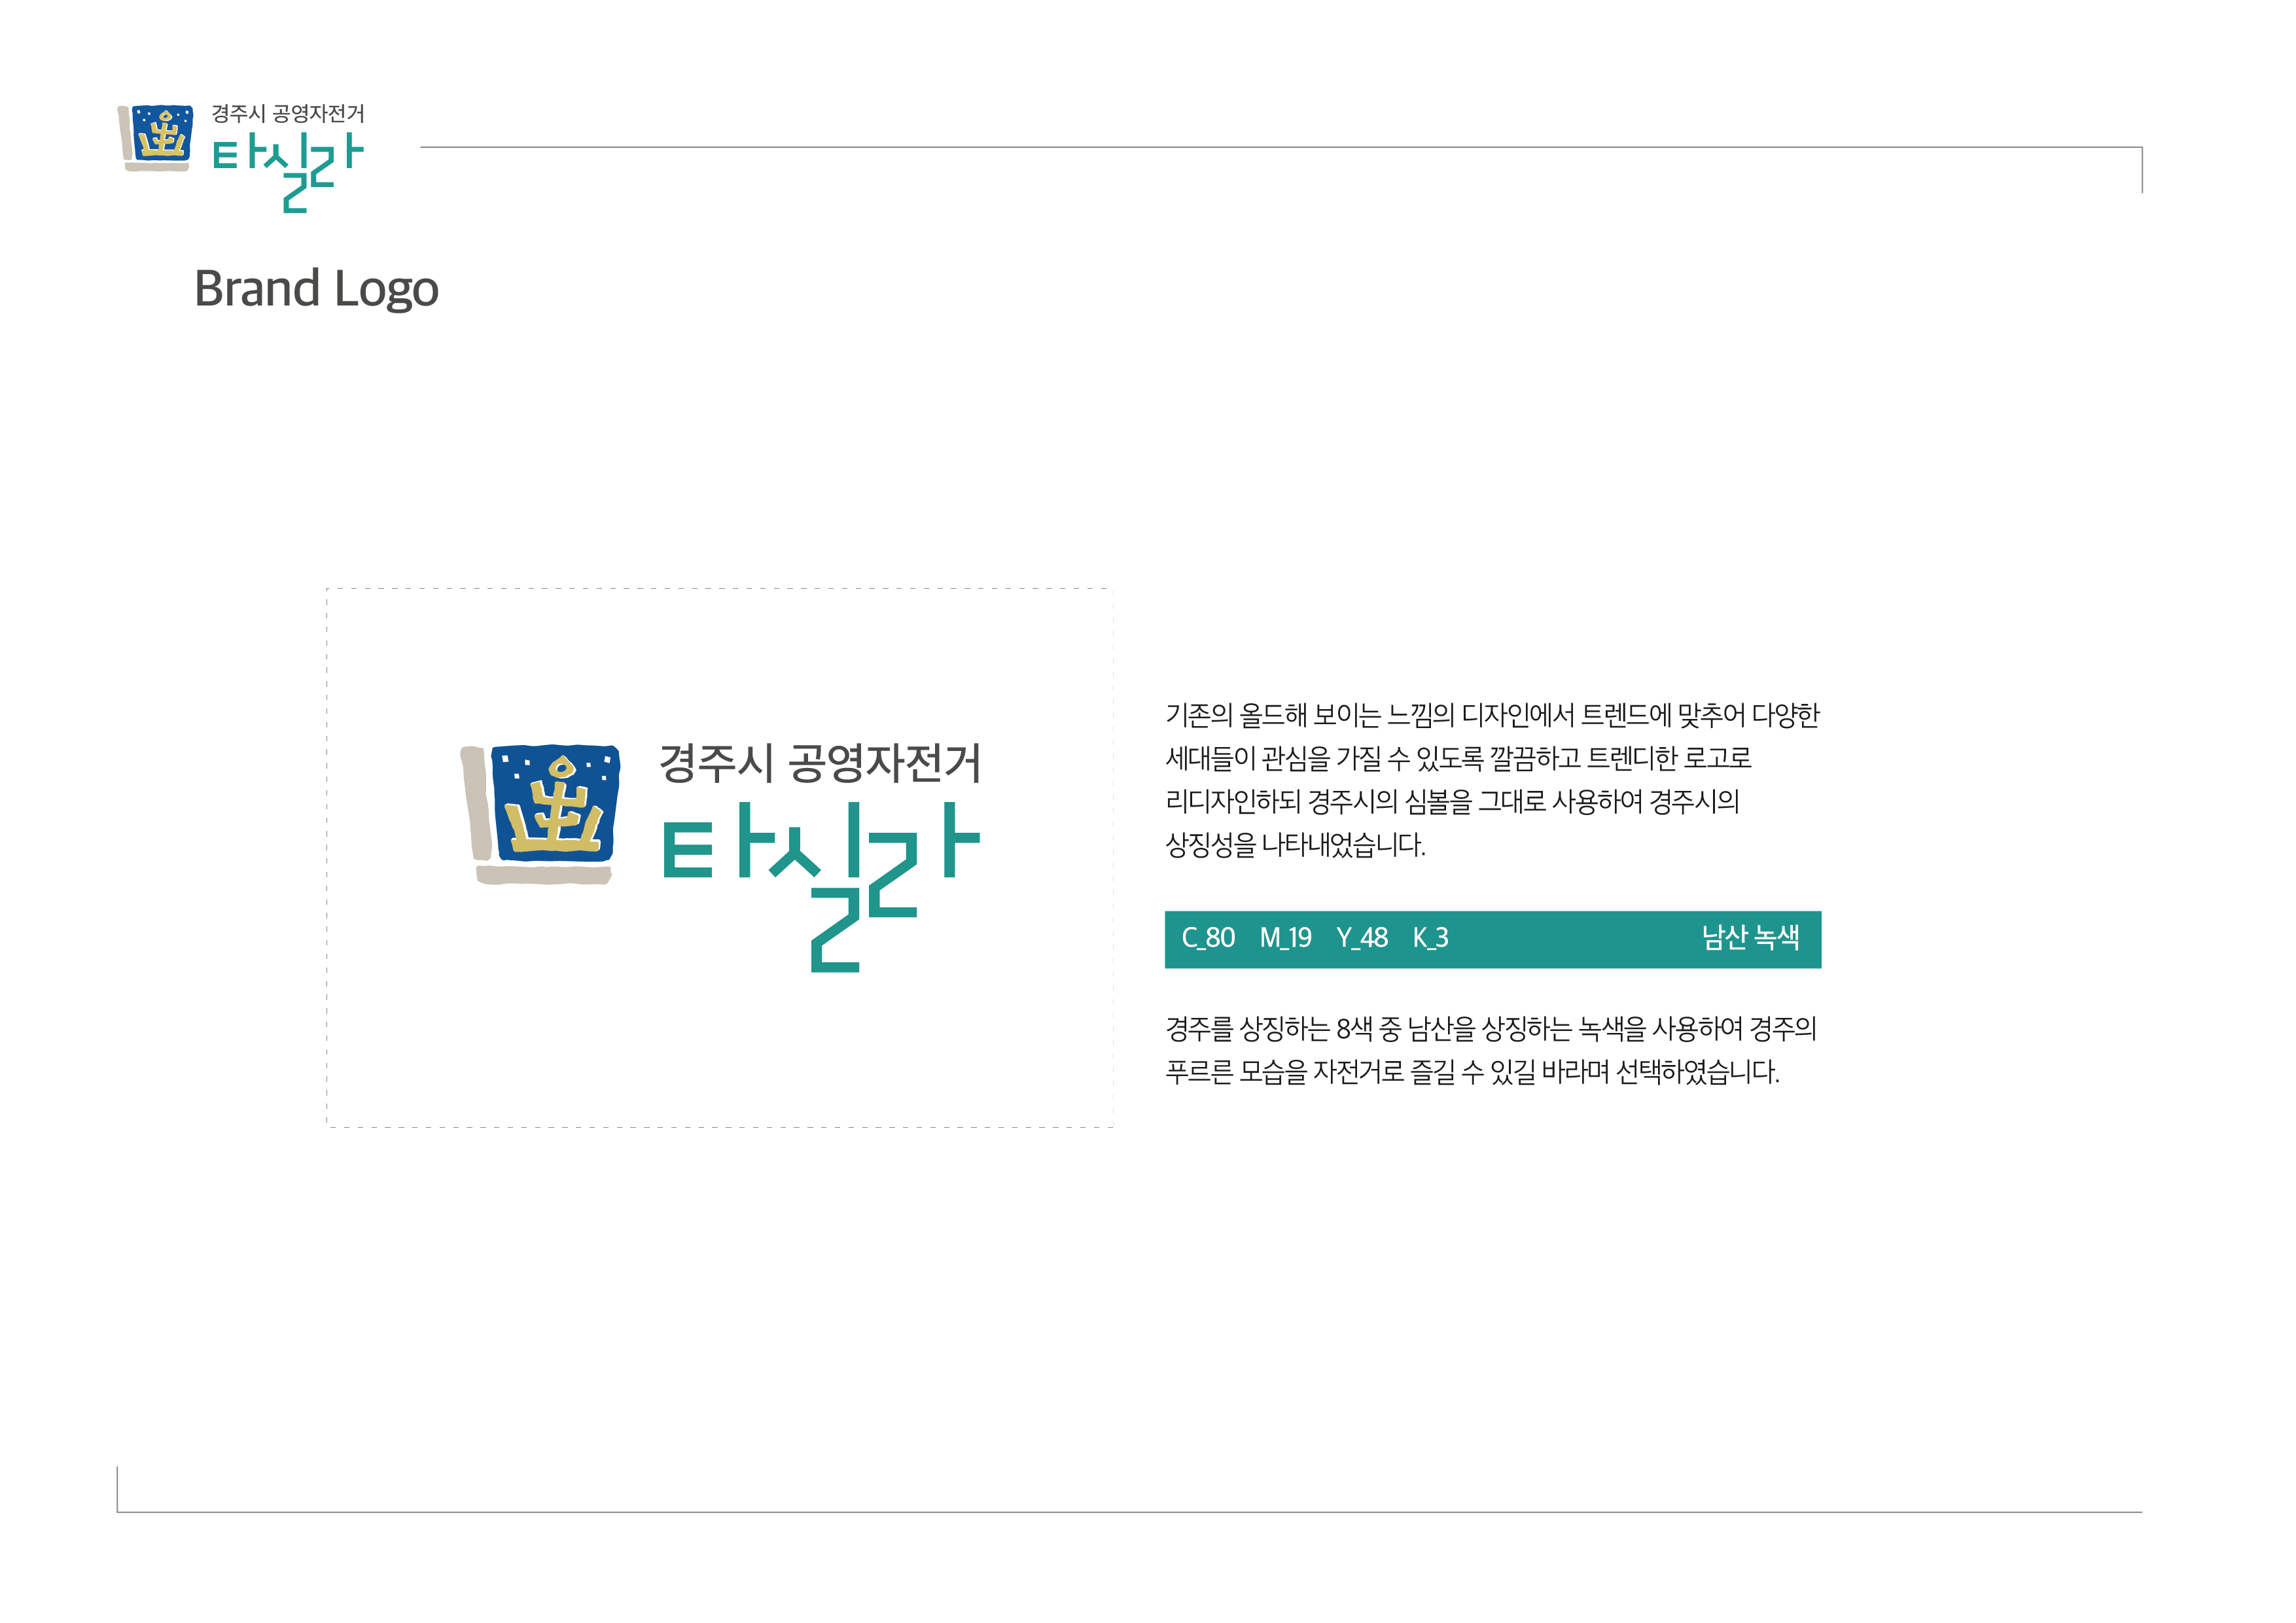 경주시 공영자전거
타실라
Brand Logo
경주시 공영자전거
타실라
기존의 올드해 보이는 느낌의 디자인에서 트렌드에 맞추어 다양한
세대들이 관심을 가질 수 있도록 깔끔하고 트렌디한 로고로
리디자인하되 경주시의 심볼을 그대로 사용하여 경주시의
상징성을 나타내었습니다.
C_80 M_19 Y_48 K_3 남산 녹색
경주를 상징하는 8색 중 남산을 상징하는 녹색을 사용하여 경주의
푸르른 모습을 자전거로 즐길 수 있길 바라며 선택하였습니다.